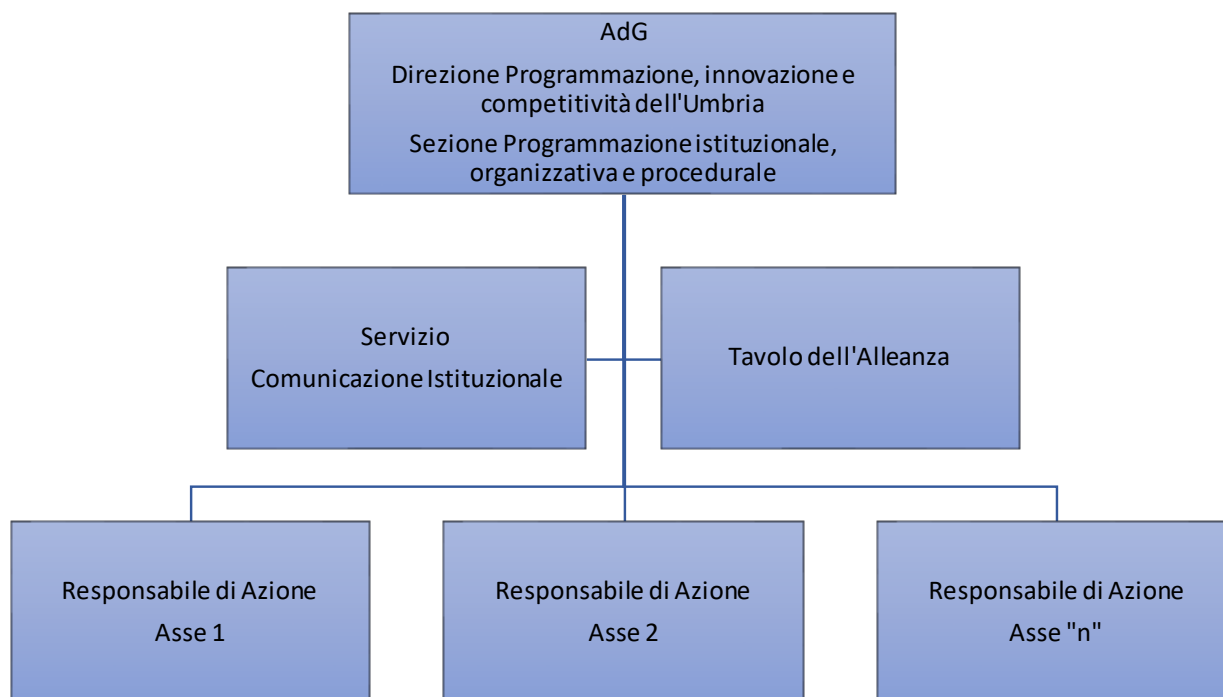 AdG
Direzione Programmazione, innovazione e
competitività dell'Umbria
Sezione Programmazione istituzionale,
organizzativa e procedurale
Servizio
Comunicazione Istituzionale
Tavolo dell'Alleanza
Responsabile di Azione
Asse 1
Responsabile di Azione
Asse 2
Responsabile di Azione
Asse "n"